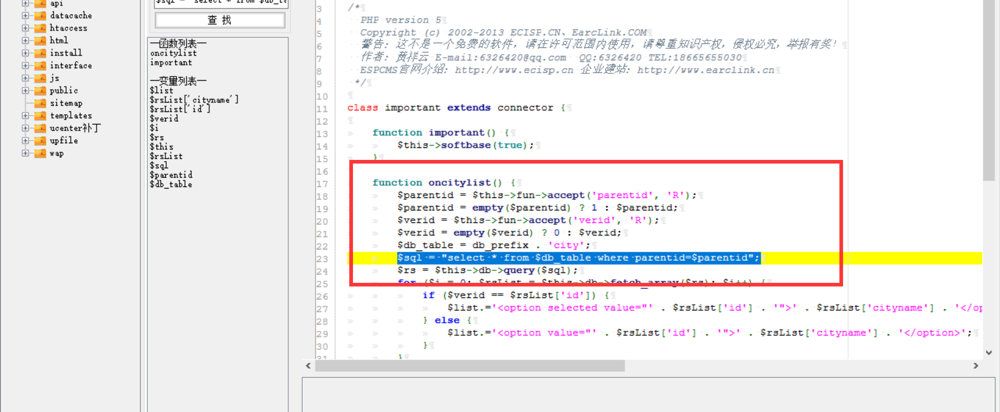 api
datacache
htaccess
html
install
interface
js
public
sitemap
templates
ucenter补丁
upfile
wap
查 找
—函数列表—
oncitylist
important
—变量列表—
$list
$rsList['cityname']
$rsList['id']
$verid
$i
$rs
$this
$rsList
$sql
$parentid
$db_table
3 /*
4 PHP version 5
5 Copyright (c) 2002-2013 ECISP.CN、EarcLink.COM
6 警告：这不是一个免费的软件，请在许可范围内使用，请尊重知识产权，侵权必究，举报有奖！
7 作者：黄祥云 E-mail:6326420@qq.com QQ:6326420 TEL:18665655030
8 ESPCMS官网介绍：http://www.ecisp.cn 企业建站：http://www.earclink.cn
9 */
10
11 class important extends connector {
12
13 function important() {
14 $this->softbase(true);
15 }
16
17 function oncitylist() {
18 $parentid = $this->fun->accept('parentid', 'R');
19 $parentid = empty($parentid) ? 1 : $parentid;
20 $verid = $this->fun->accept('verid', 'R');
21 $verid = empty($verid) ? 0 : $verid;
22 $db_table = db_prefix . 'city';
23 $sql = "select * from $db_table where parentid=$parentid";
24 $rs = $this->db->query($sql);
25 for ($i = 0; $rsList = $this->db->fetch_array($rs); $i++) {
26 if ($verid == $rsList['id']) {
27 $list.='<option selected value="' . $rsList['id'] . '">' . $rsList['cityname'] . '</op
28 } else {
29 $list.='<option value="' . $rsList['id'] . '">' . $rsList['cityname'] . '</option>';
30 }
31 }